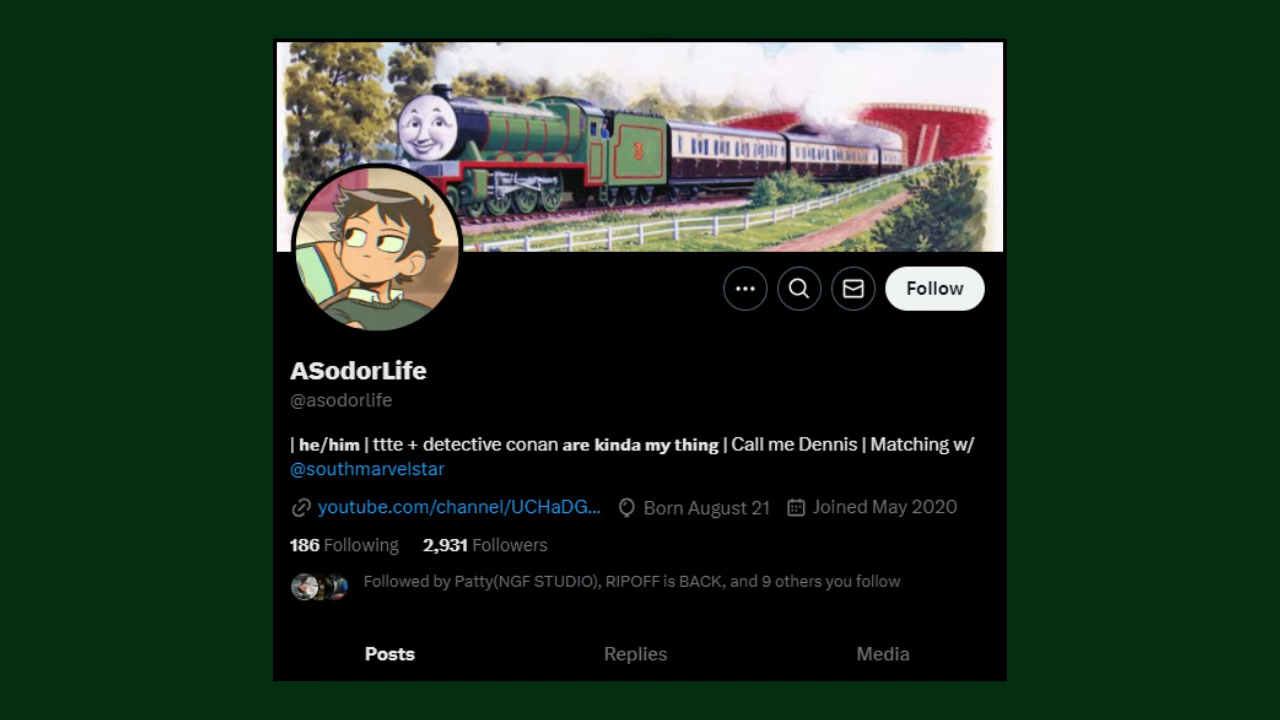 3
Follow
ASodorLife
@asodorlife
| he/him | ttte + detective conan are kinda my thing | Call me Dennis | Matching w/
@southmarvelstar
youtube.com/channel/UCHaDG... Born August 21 Joined May 2020
186 Following 2,931 Followers
Followed by Patty(NGF STUDIO), RIPOFF is BACK, and 9 others you follow
Posts Replies Media